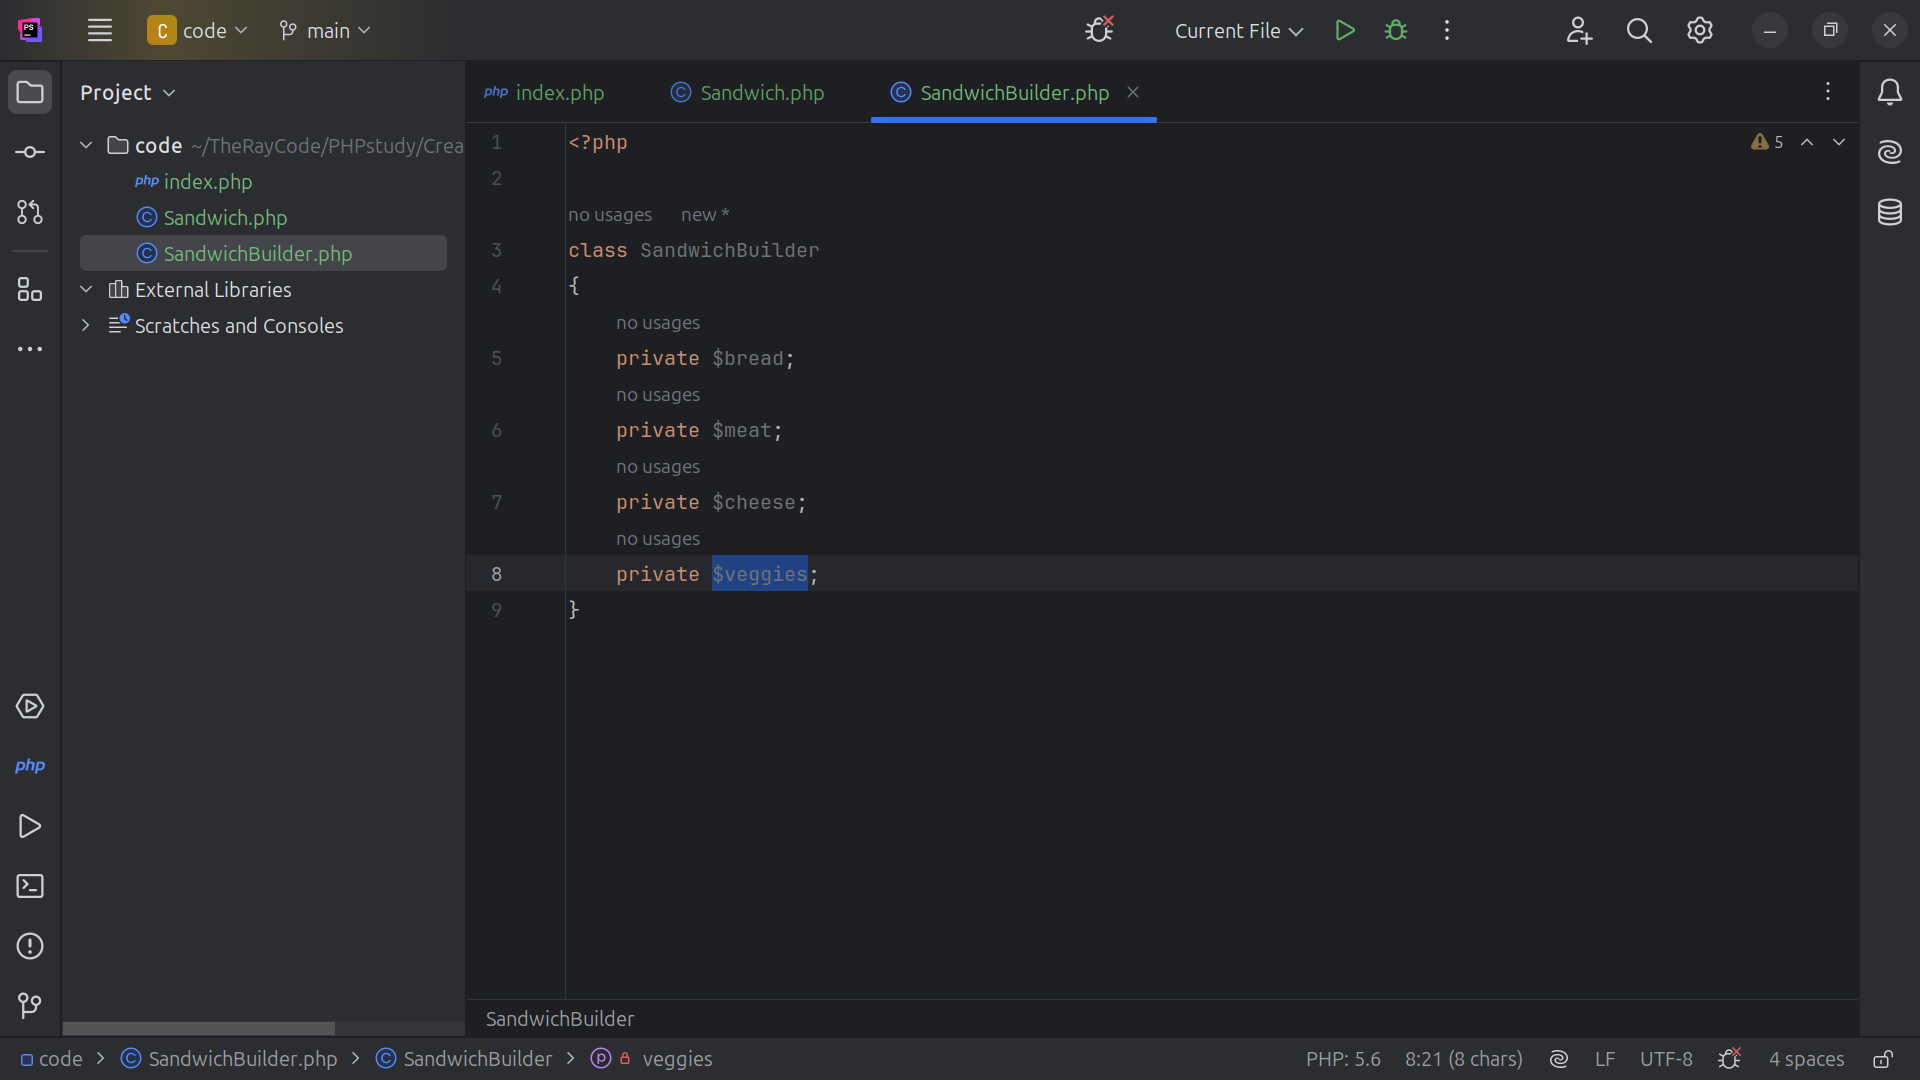 PS
C code main
Current File
Project
code ~/TheRayCode/PHPstudy/Crea
php index.php
C Sandwich.php
C SandwichBuilder.php
External Libraries
Scratches and Consoles
php
php index.php
C Sandwich.php
C SandwichBuilder.php
5
1 <?php
2
no usages new *
3 class SandwichBuilder
4 {
no usages
5 private $bread;
no usages
6 private $meat;
no usages
7 private $cheese;
no usages
8 private $veggies;
9 }
SandwichBuilder
code > C SandwichBuilder.php > C SandwichBuilder > p veggies
PHP: 5.6 8:21 (8 chars) LF UTF-8 4 spaces